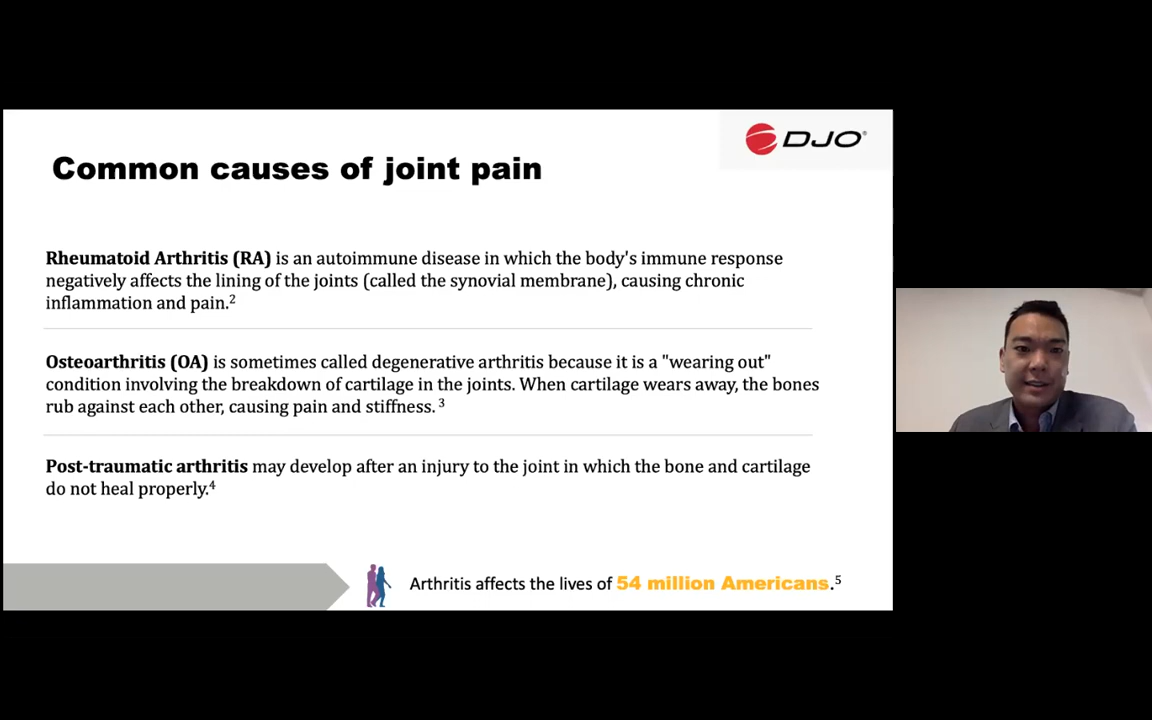 DJO®
Common causes of joint pain
Rheumatoid Arthritis (RA) is an autoimmune disease in which the body's immune response
negatively affects the lining of the joints (called the synovial membrane), causing chronic
inflammation and pain.²
Osteoarthritis (OA) is sometimes called degenerative arthritis because it is a "wearing out"
condition involving the breakdown of cartilage in the joints. When cartilage wears away, the bones
rub against each other, causing pain and stiffness. ³
Post-traumatic arthritis may develop after an injury to the joint in which the bone and cartilage
do not heal properly.⁴
Arthritis affects the lives of 54 million Americans.⁵